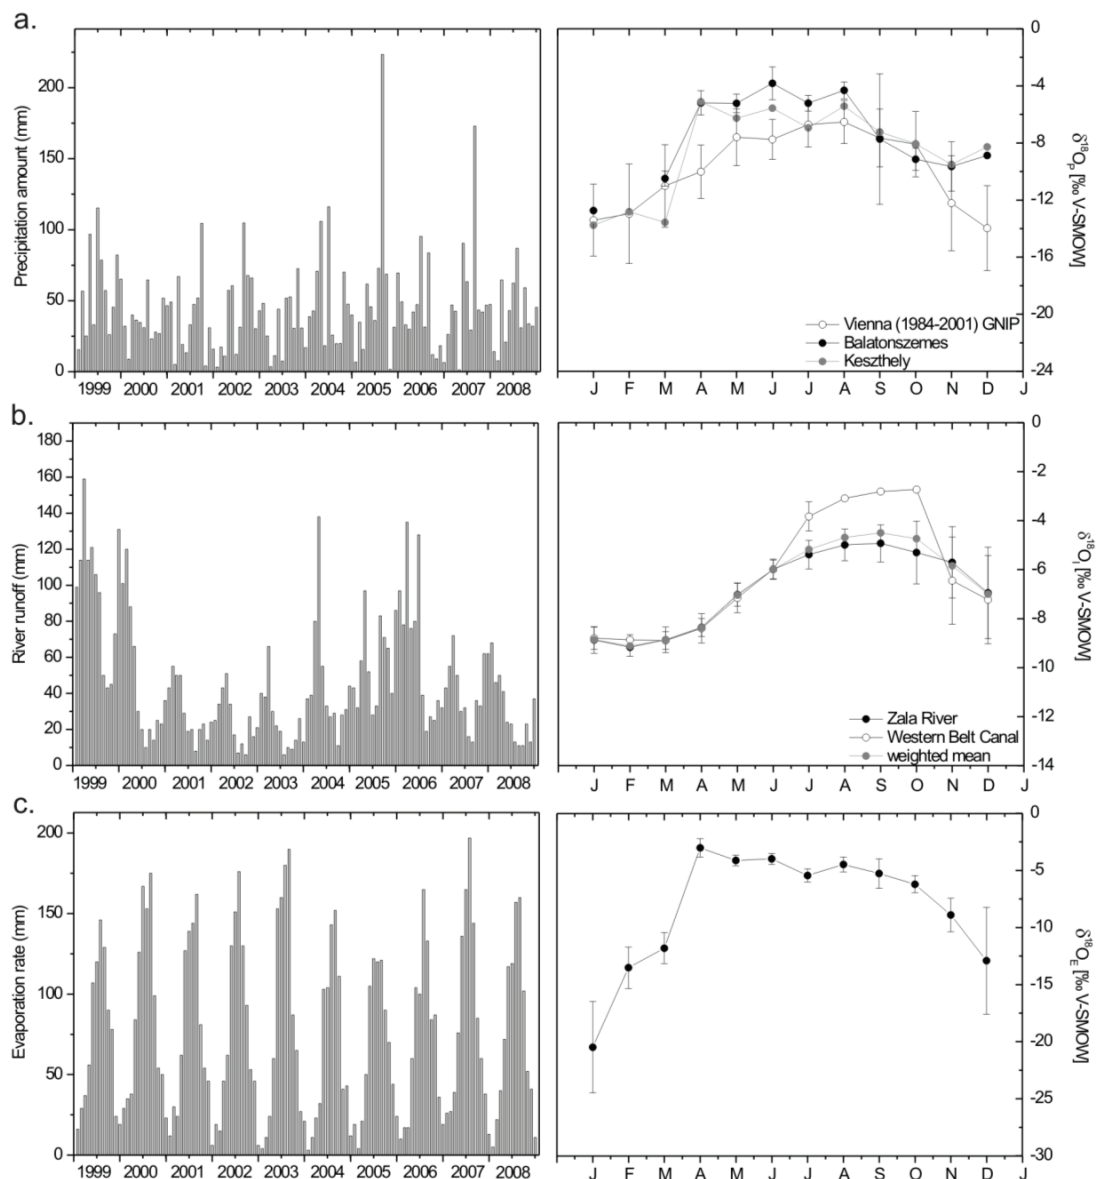 a.
Precipitation amount (mm)
200
150
100
50
0
1999 2000 2001 2002 2003 2004 2005 2006 2007 2008
0
-4
-8
-12
-16
-20
-24
δ¹⁸Oₚ [‰ V-SMOW]
Vienna (1984-2001) GNIP
Balatonszemes
Keszthely
J F M A M J J A S O N D J
b.
River runoff (mm)
180
160
140
120
100
80
60
40
20
0
1999 2000 2001 2002 2003 2004 2005 2006 2007 2008
0
-2
-4
-6
-8
-10
-12
-14
δ¹⁸Oᵢ [‰ V-SMOW]
Zala River
Western Belt Canal
weighted mean
J F M A M J J A S O N D J
c.
Evaporation rate (mm)
200
150
100
50
0
1999 2000 2001 2002 2003 2004 2005 2006 2007 2008
0
-5
-10
-15
-20
-25
-30
δ¹⁸O_E [‰ V-SMOW]
J F M A M J J A S O N D J